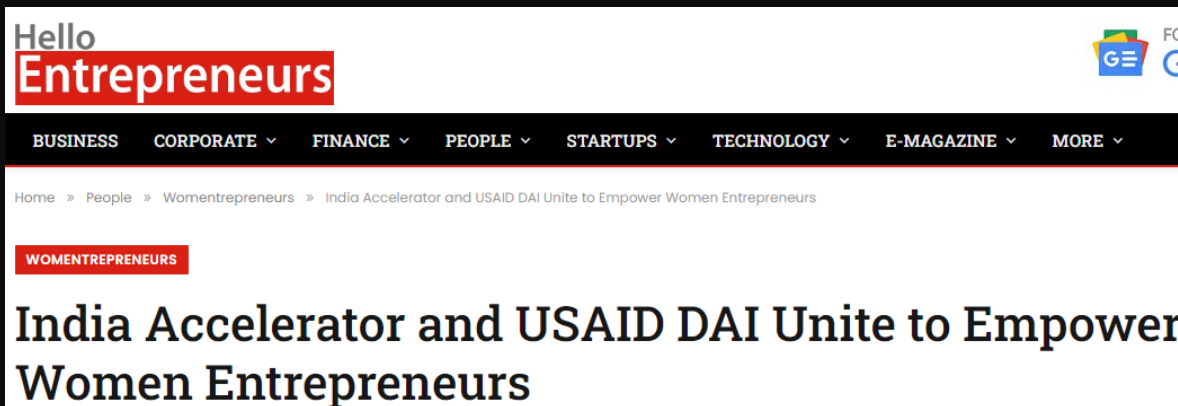 Hello
Entrepreneurs
BUSINESS CORPORATE FINANCE PEOPLE STARTUPS TECHNOLOGY E-MAGAZINE MORE
Home » People » Womentrepreneurs » India Accelerator and USAID DAI Unite to Empower Women Entrepreneurs
WOMENTREPRENEURS
India Accelerator and USAID DAI Unite to Empower
Women Entrepreneurs